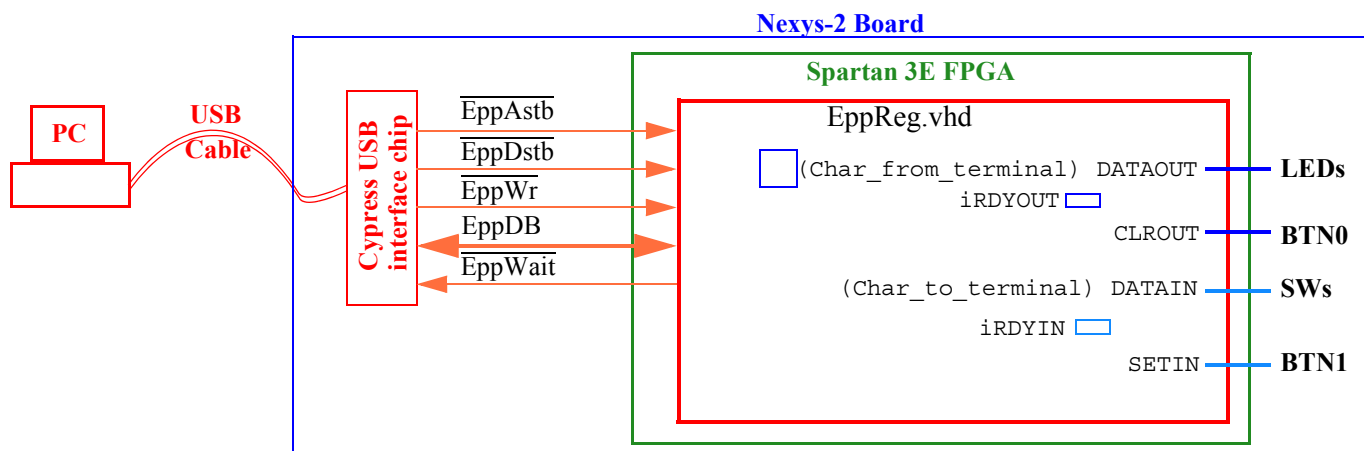 Nexys-2 Board
Spartan 3E FPGA
PC
USB
Cable
Cypress USB
interface chip
EppAstb
EppDstb
EppWr
EppDB
EppWait
EppReg.vhd
(Char_from_terminal) DATAOUT
LEDs
iRDYOUT
CLROUT
BTN0
(Char_to_terminal) DATAIN
SWs
iRDYIN
SETIN
BTN1